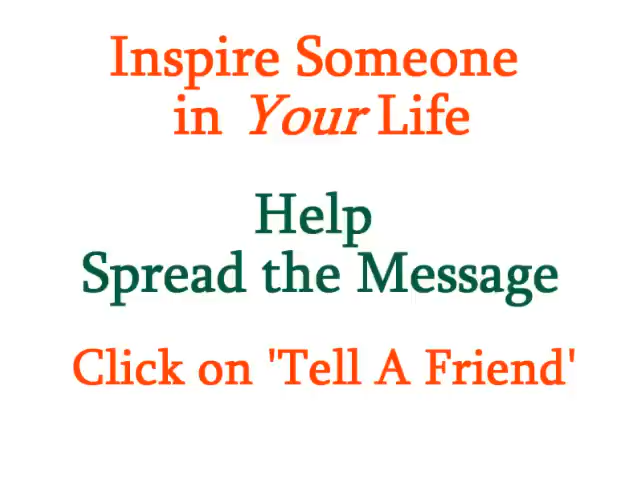 Inspire Someone
in Your Life
Help
Spread the Message
Click on 'Tell A Friend'